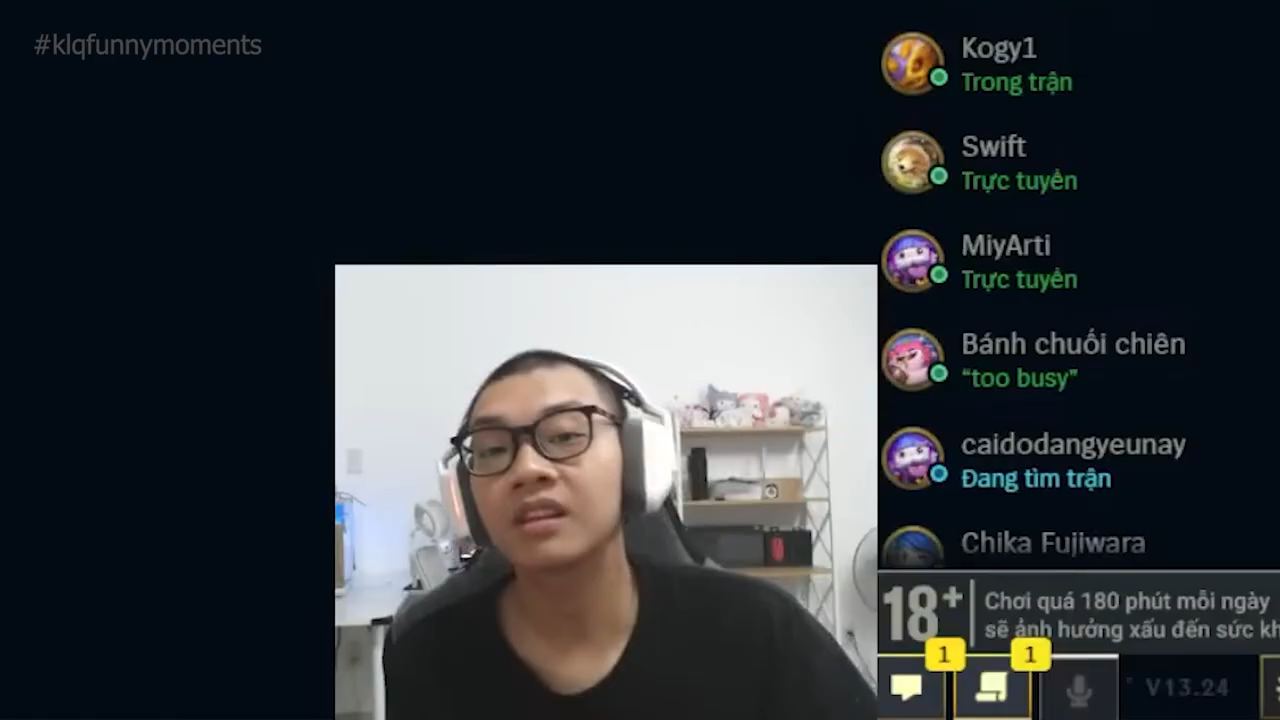 #klqfunnymoments
Kogy1
Trong trận
Swift
Trực tuyến
MiyArti
Trực tuyến
Bánh chuối chiên
"too busy"
caidodangyeunay
Đang tìm trận
Chika Fujiwara
18+
Chơi quá 180 phút mỗi ngày
sẽ ảnh hưởng xấu đến sức kh
1
1
V13.24